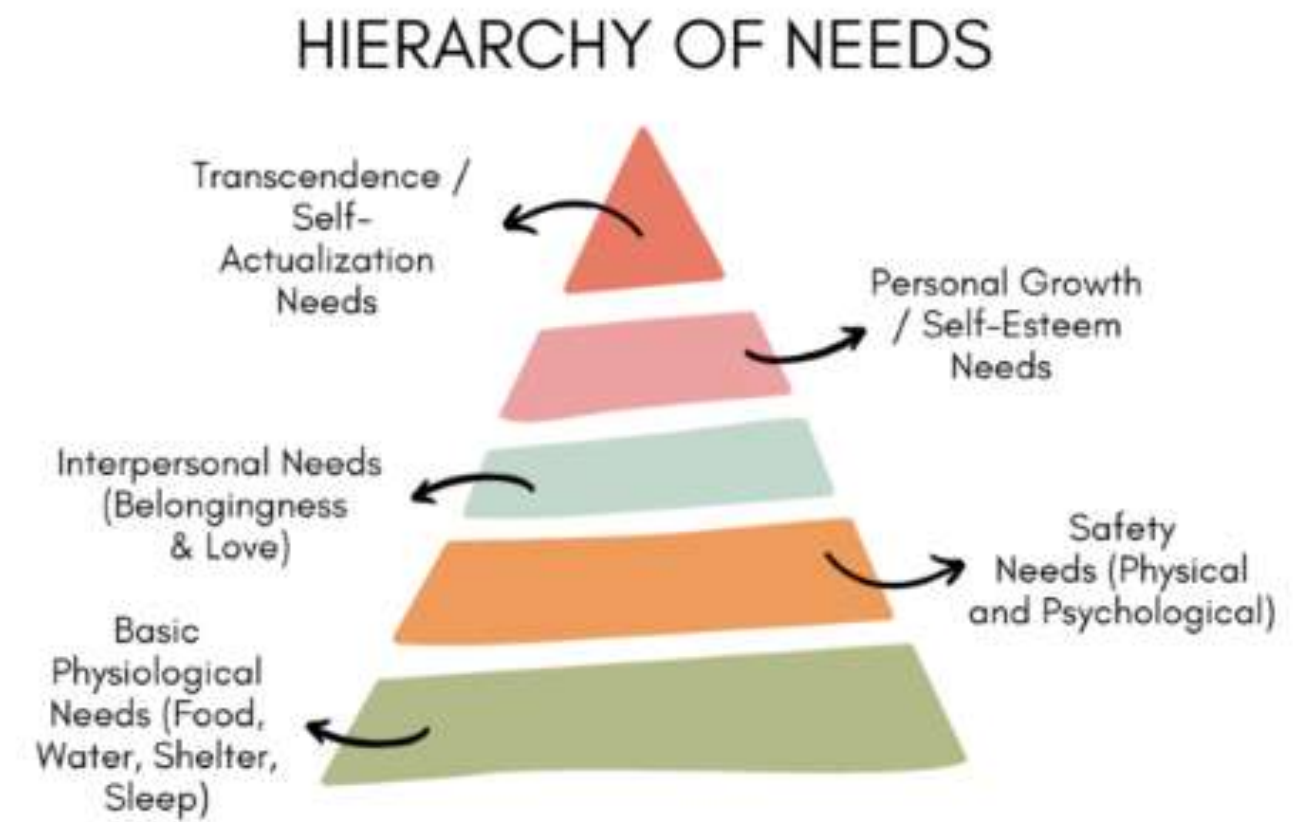 HIERARCHY OF NEEDS
Transcendence /
Self-
Actualization
Needs
Personal Growth
/ Self-Esteem
Needs
Interpersonal Needs
(Belongingness
& Love)
Safety
Needs (Physical
and Psychological)
Basic
Physiological
Needs (Food,
Water, Shelter,
Sleep)